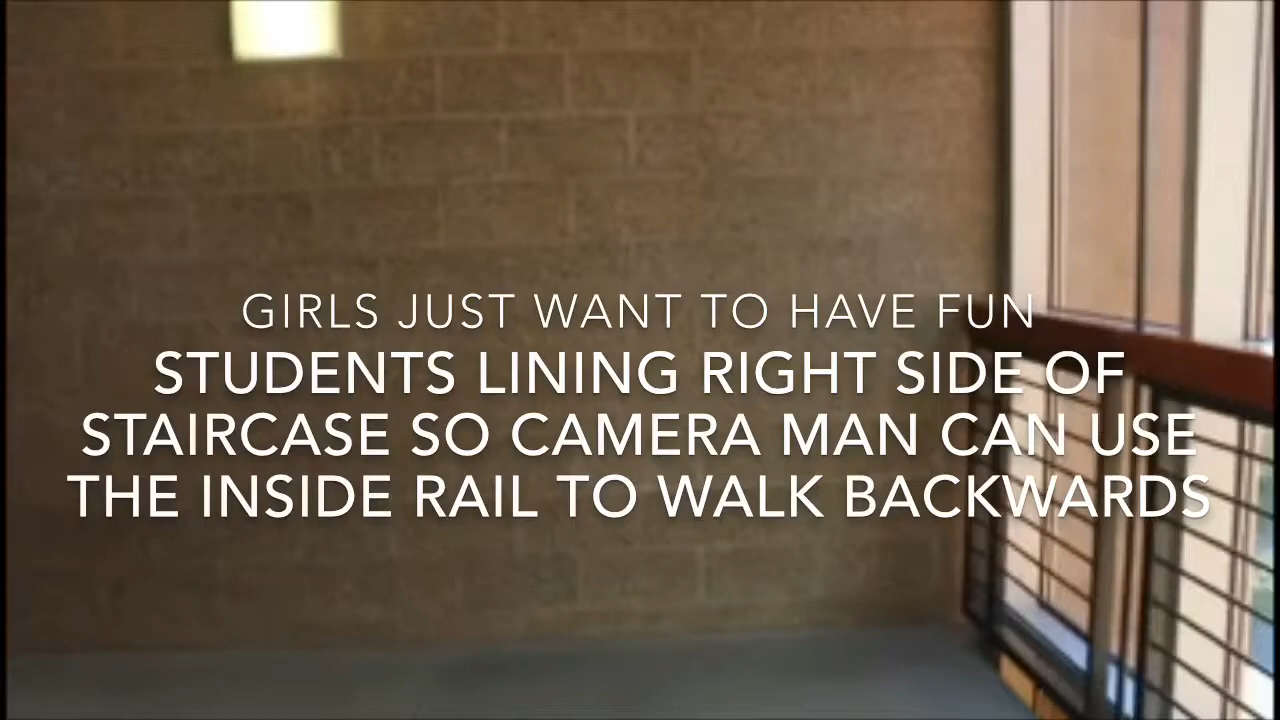 GIRLS JUST WANT TO HAVE FUN
STUDENTS LINING RIGHT SIDE OF
STAIRCASE SO CAMERA MAN CAN USE
THE INSIDE RAIL TO WALK BACKWARDS